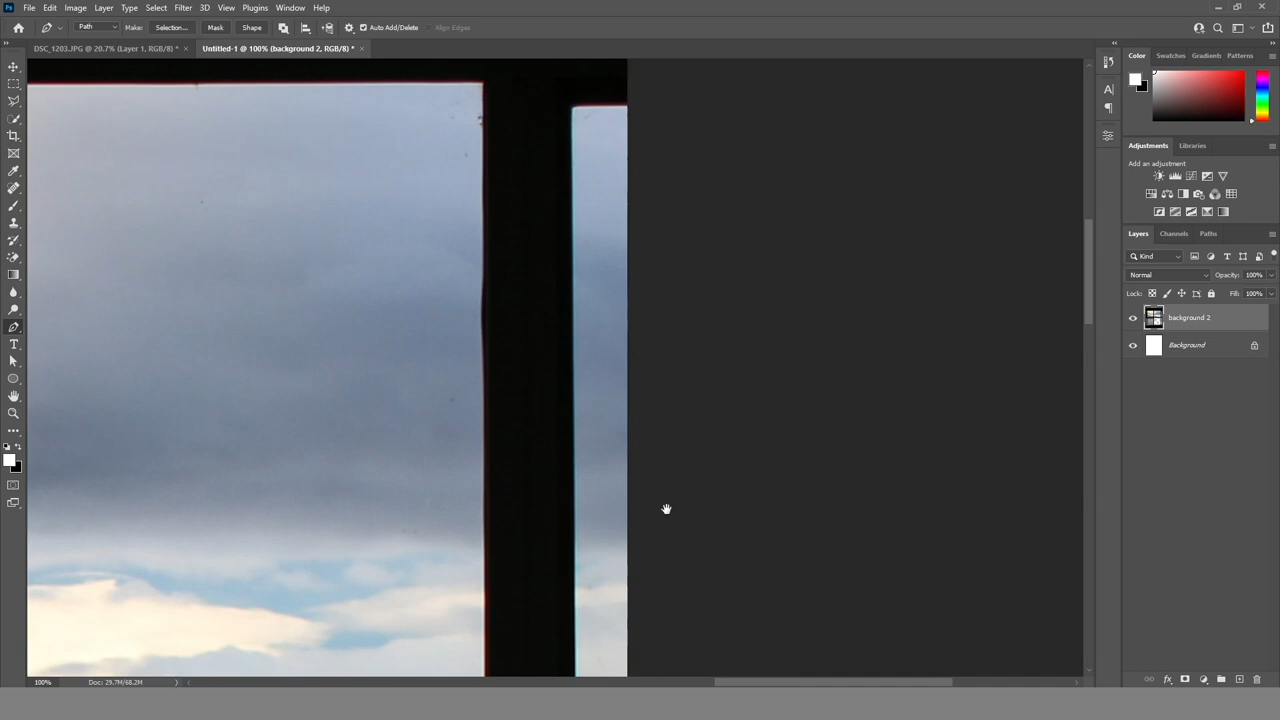 Ps File Edit Image Layer Type Select Filter 3D View Plugins Window Help
Path Make: Selection... Mask Shape Auto Add/Delete Align Edges
DSC_1203.JPG @ 20.7% (Layer 1, RGB/8) * × Untitled-1 @ 100% (background 2, RGB/8) * ×
Color Swatches Gradients Patterns
Adjustments Libraries
Add an adjustment
Layers Channels Paths
Kind
Normal Opacity: 100%
Lock: Fill: 100%
background 2
Background
100% Doc: 29.7M/68.2M